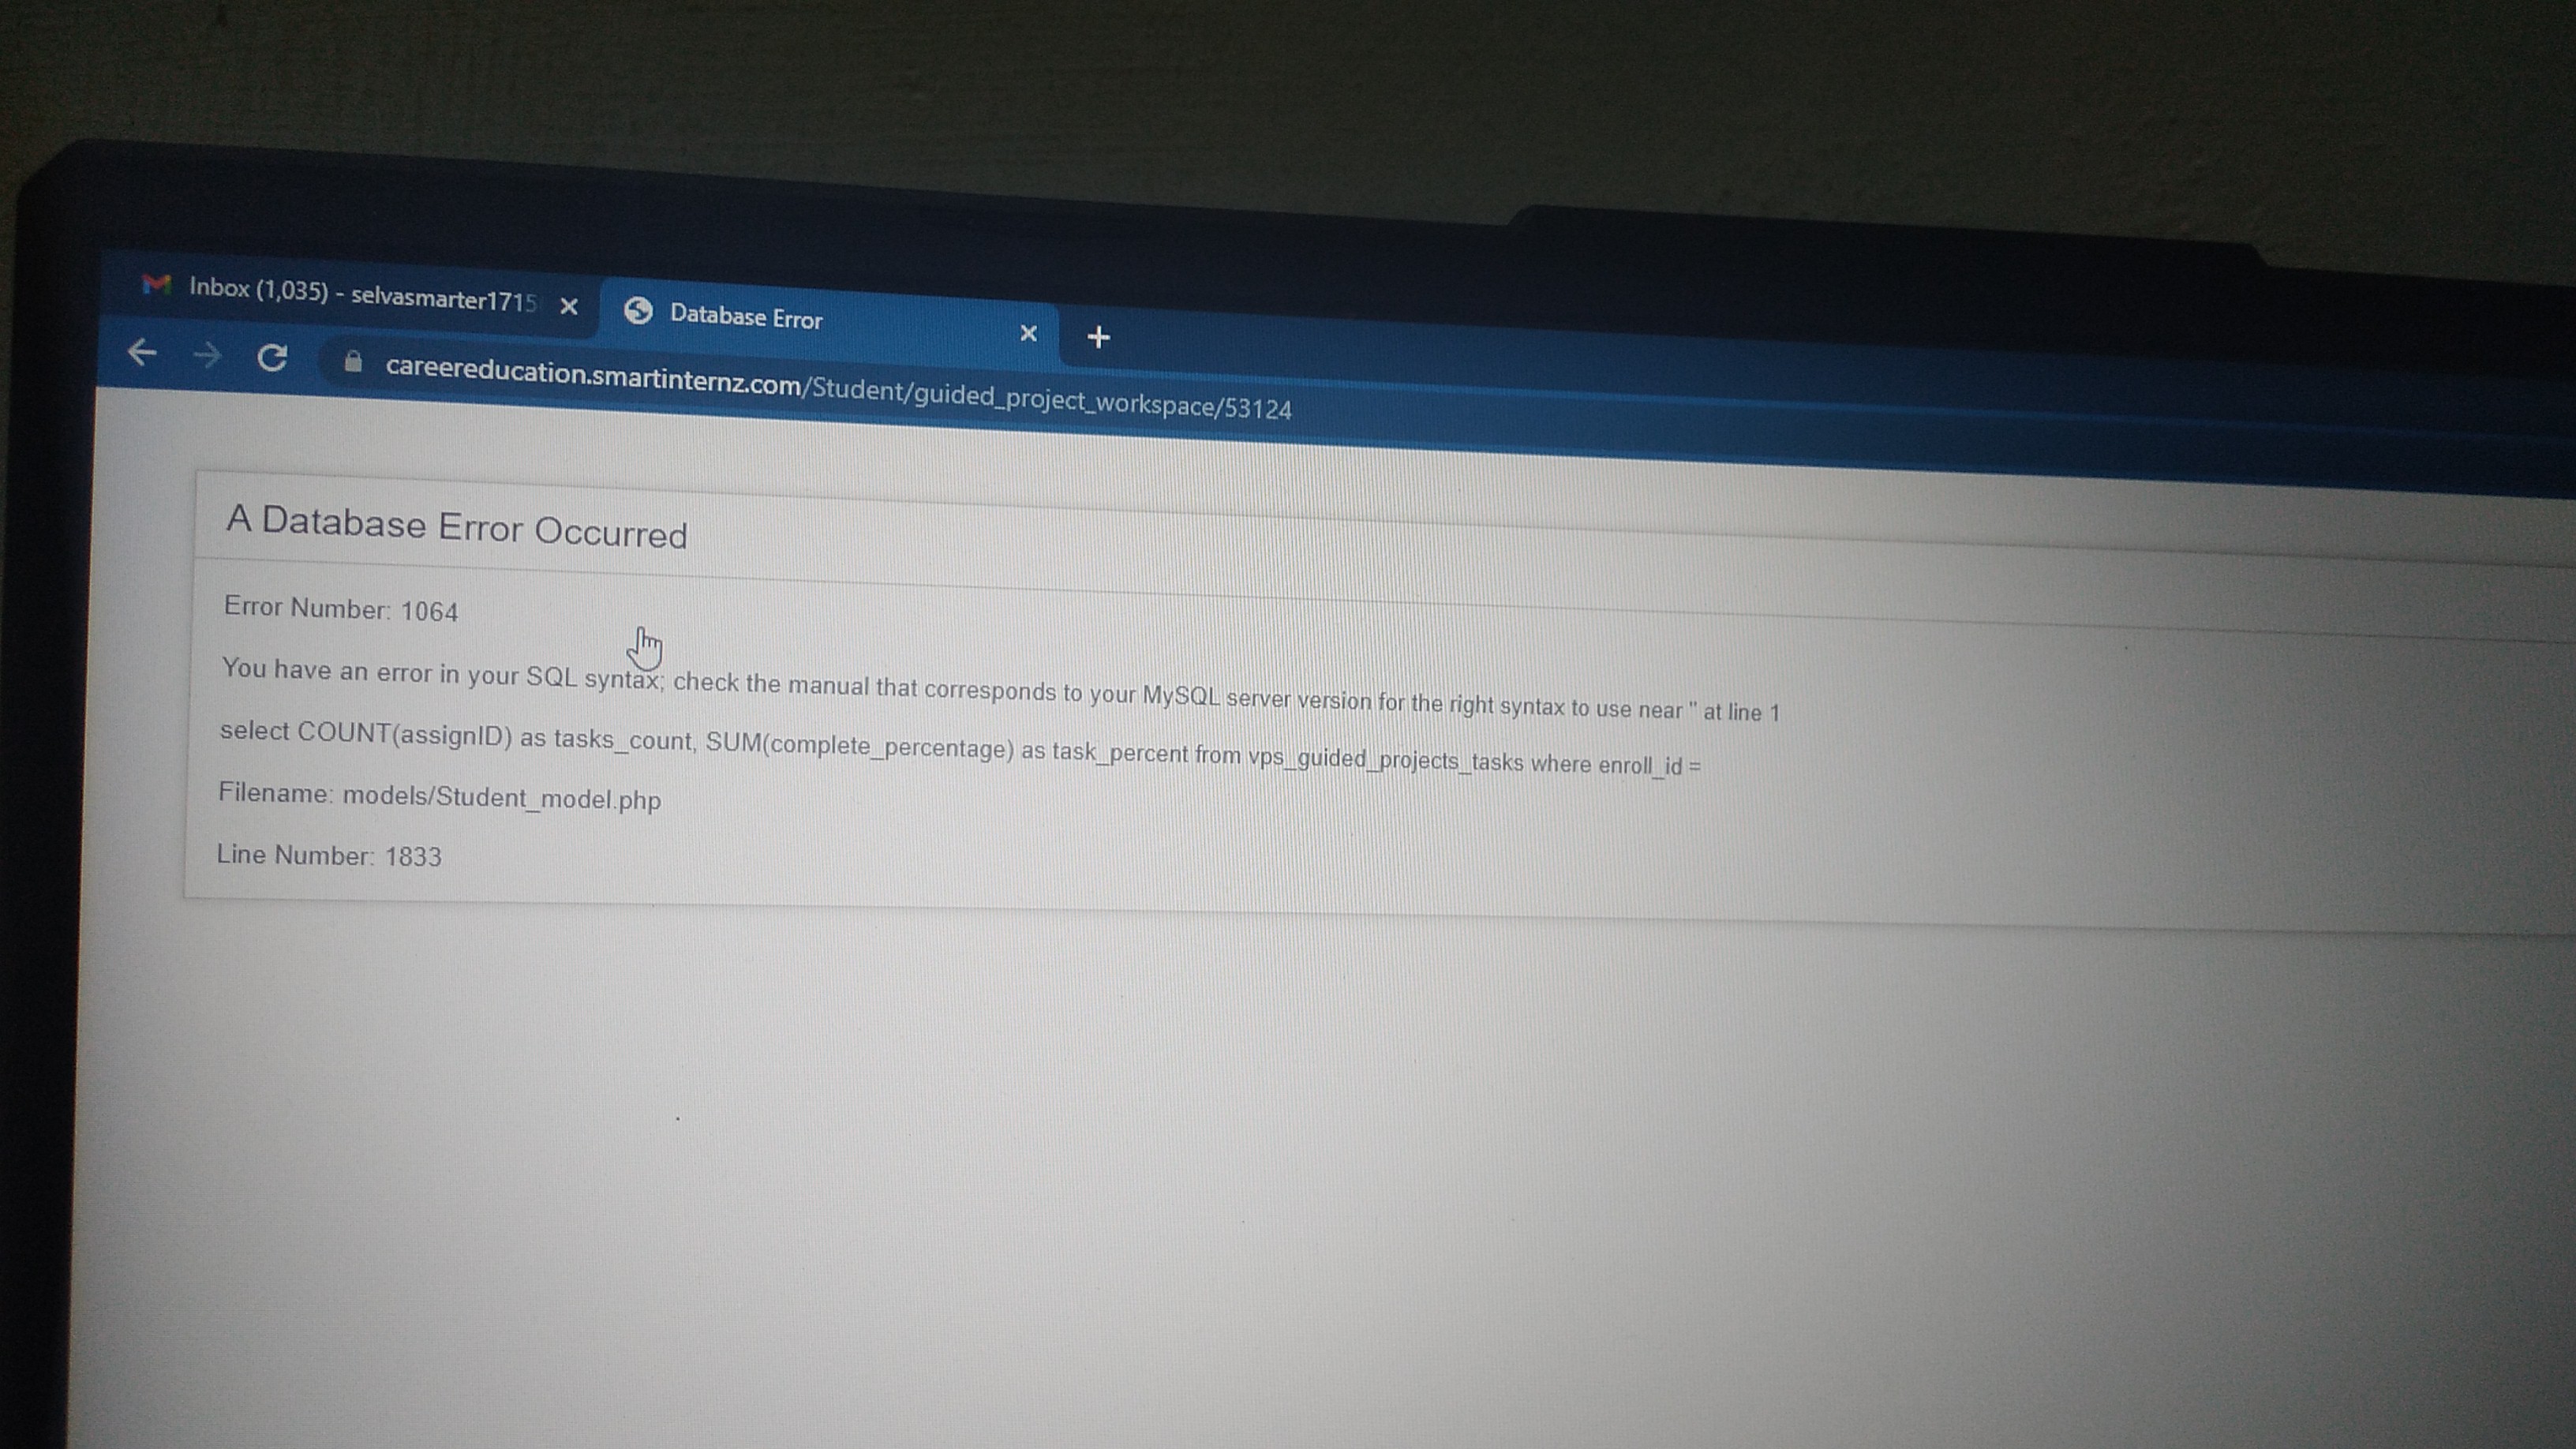 Inbox (1,035) - selvasmarter1715
Database Error
careereducation.smartinternz.com/Student/guided_project_workspace/53124
A Database Error Occurred
Error Number: 1064
You have an error in your SQL syntax; check the manual that corresponds to your MySQL server version for the right syntax to use near '' at line 1
select COUNT(assignID) as tasks_count, SUM(complete_percentage) as task_percent from vps_guided_projects_tasks where enroll_id =
Filename: models/Student_model.php
Line Number: 1833